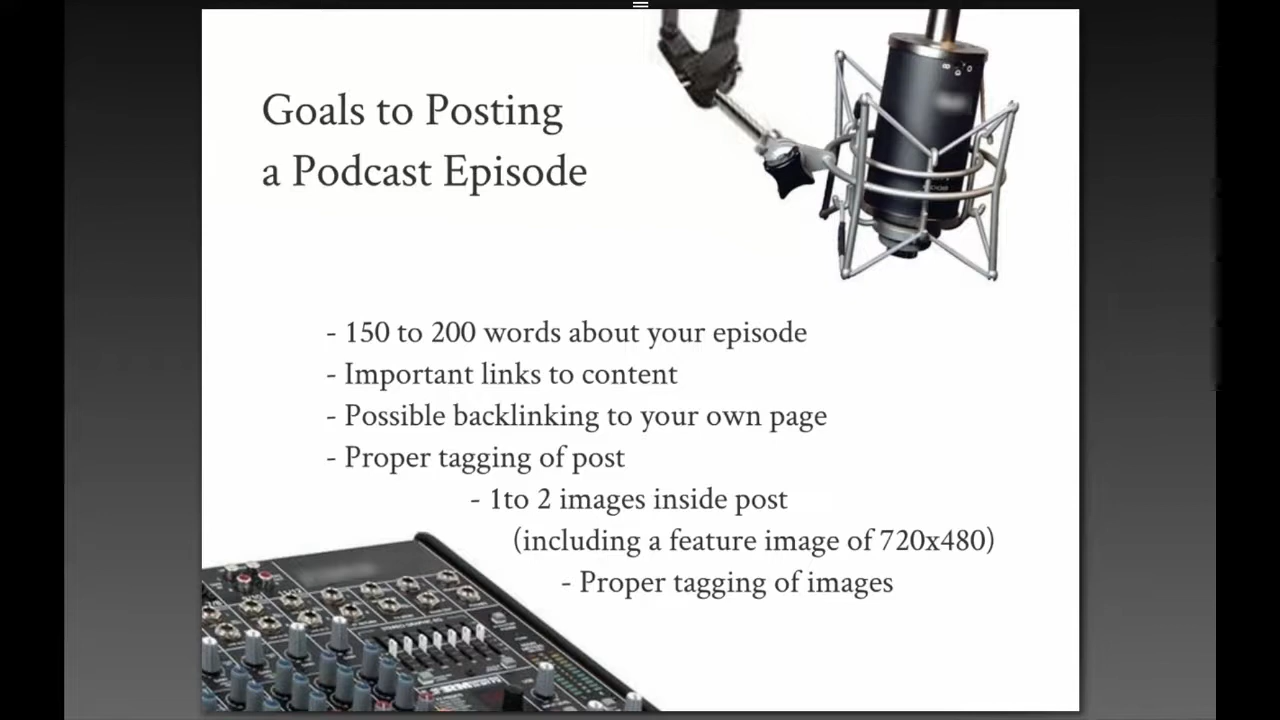 Goals to Posting
a Podcast Episode
- 150 to 200 words about your episode
- Important links to content
- Possible backlinking to your own page
- Proper tagging of post
- 1to 2 images inside post
(including a feature image of 720x480)
- Proper tagging of images